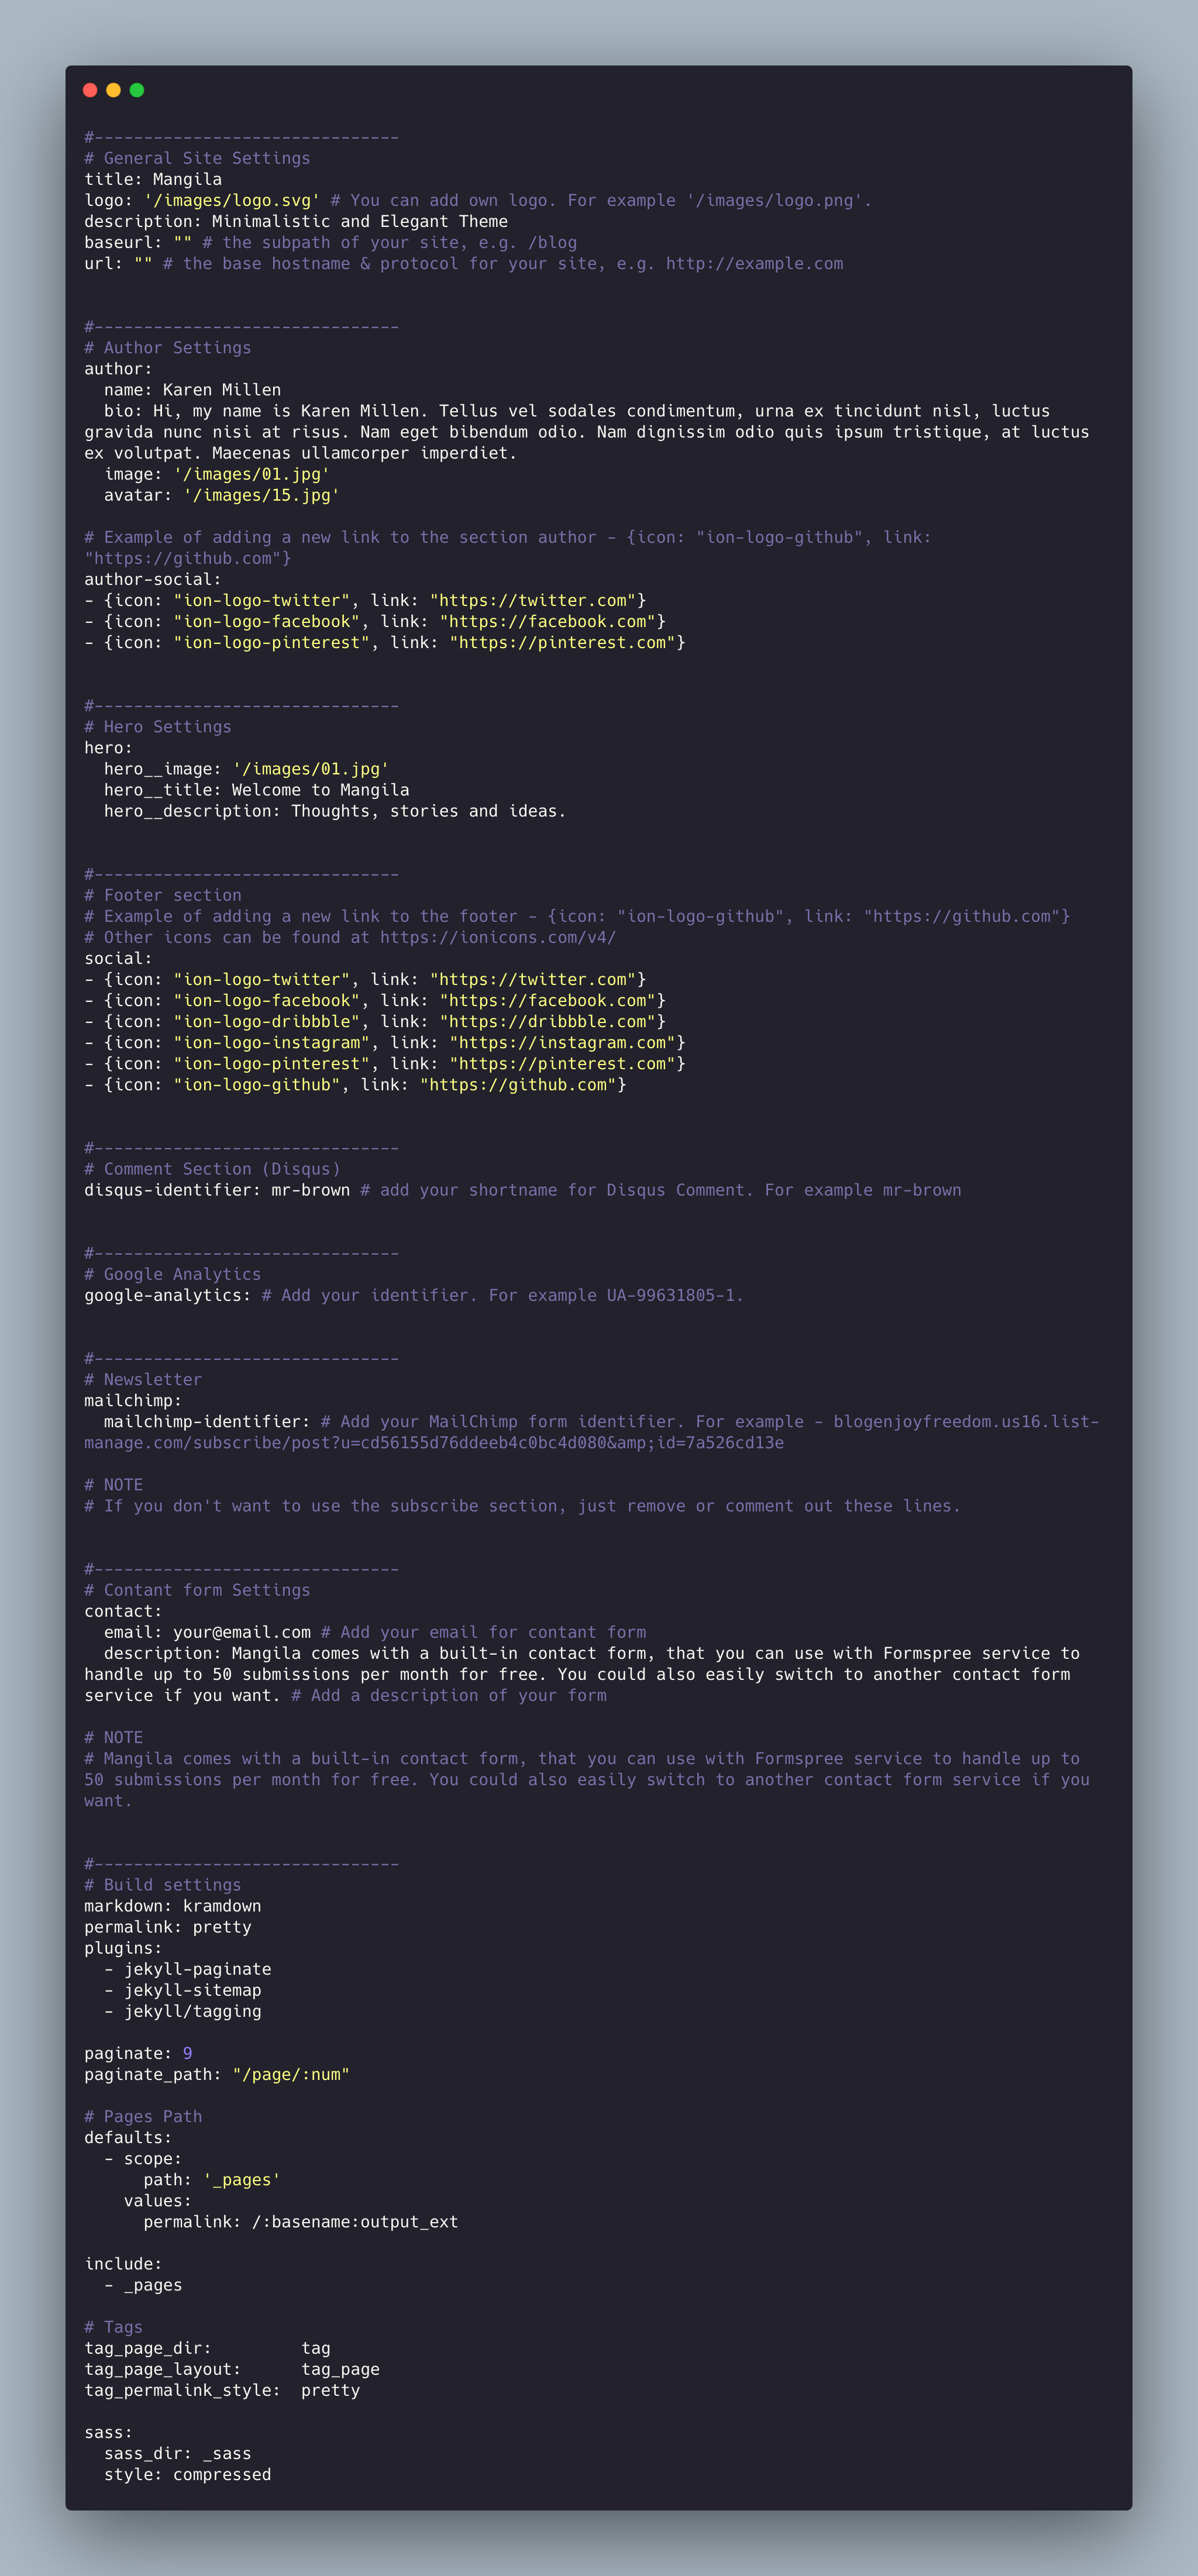 #-------------------------------
# General Site Settings
title: Mangila
logo: '/images/logo.svg' # You can add own logo. For example '/images/logo.png'.
description: Minimalistic and Elegant Theme
baseurl: "" # the subpath of your site, e.g. /blog
url: "" # the base hostname & protocol for your site, e.g. http://example.com
#-------------------------------
# Author Settings
author:
  name: Karen Millen
  bio: Hi, my name is Karen Millen. Tellus vel sodales condimentum, urna ex tincidunt nisl, luctus
gravida nunc nisi at risus. Nam eget bibendum odio. Nam dignissim odio quis ipsum tristique, at luctus
ex volutpat. Maecenas ullamcorper imperdiet.
  image: '/images/01.jpg'
  avatar: '/images/15.jpg'
# Example of adding a new link to the section author - {icon: "ion-logo-github", link:
"https://github.com"}
author-social:
- {icon: "ion-logo-twitter", link: "https://twitter.com"}
- {icon: "ion-logo-facebook", link: "https://facebook.com"}
- {icon: "ion-logo-pinterest", link: "https://pinterest.com"}
#-------------------------------
# Hero Settings
hero:
  hero__image: '/images/01.jpg'
  hero__title: Welcome to Mangila
  hero__description: Thoughts, stories and ideas.
#-------------------------------
# Footer section
# Example of adding a new link to the footer - {icon: "ion-logo-github", link: "https://github.com"}
# Other icons can be found at https://ionicons.com/v4/
social:
- {icon: "ion-logo-twitter", link: "https://twitter.com"}
- {icon: "ion-logo-facebook", link: "https://facebook.com"}
- {icon: "ion-logo-dribbble", link: "https://dribbble.com"}
- {icon: "ion-logo-instagram", link: "https://instagram.com"}
- {icon: "ion-logo-pinterest", link: "https://pinterest.com"}
- {icon: "ion-logo-github", link: "https://github.com"}
#-------------------------------
# Comment Section (Disqus)
disqus-identifier: mr-brown # add your shortname for Disqus Comment. For example mr-brown
#-------------------------------
# Google Analytics
google-analytics: # Add your identifier. For example UA-99631805-1.
#-------------------------------
# Newsletter
mailchimp:
  mailchimp-identifier: # Add your MailChimp form identifier. For example - blogenjoyfreedom.us16.list-
manage.com/subscribe/post?u=cd56155d76ddeeb4c0bc4d080&amp;id=7a526cd13e
# NOTE
# If you don't want to use the subscribe section, just remove or comment out these lines.
#-------------------------------
# Contant form Settings
contact:
  email: your@email.com # Add your email for contant form
  description: Mangila comes with a built-in contact form, that you can use with Formspree service to
handle up to 50 submissions per month for free. You could also easily switch to another contact form
service if you want. # Add a description of your form
# NOTE
# Mangila comes with a built-in contact form, that you can use with Formspree service to handle up to
50 submissions per month for free. You could also easily switch to another contact form service if you
want.
#-------------------------------
# Build settings
markdown: kramdown
permalink: pretty
plugins:
  - jekyll-paginate
  - jekyll-sitemap
  - jekyll/tagging
paginate: 9
paginate_path: "/page/:num"
# Pages Path
defaults:
  - scope:
      path: '_pages'
    values:
      permalink: /:basename:output_ext
include:
  - _pages
# Tags
tag_page_dir:         tag
tag_page_layout:      tag_page
tag_permalink_style:  pretty
sass:
  sass_dir: _sass
  style: compressed